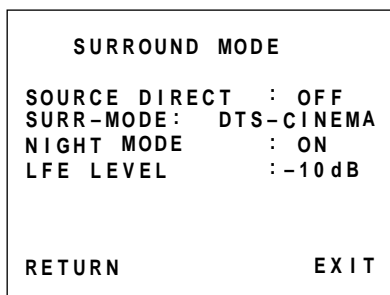 SURROUND MODE
SOURCE DIRECT : OFF
SURR-MODE: DTS-CINEMA
NIGHT MODE : ON
LFE LEVEL :-10dB
RETURN EXIT